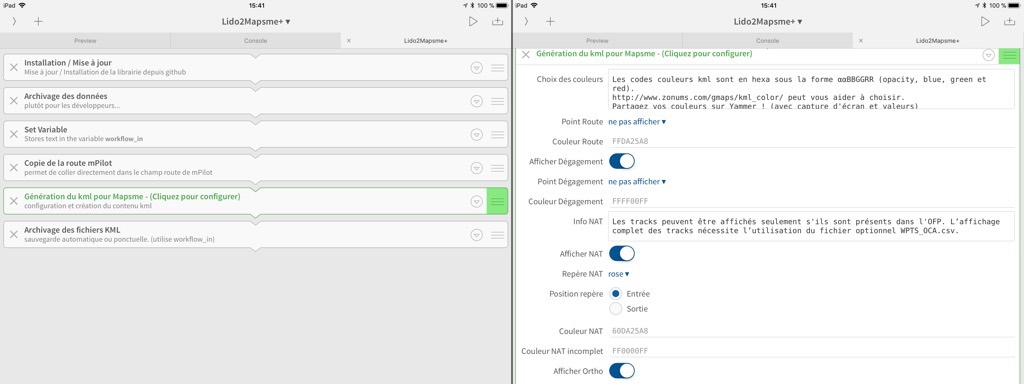 iPad
15:41
100 %
Lido2Mapsme+ ▾
Preview
Console
Lido2Mapsme+
Installation / Mise à jour
Mise à jour / Installation de la librairie depuis github
Archivage des données
plutôt pour les développeurs...
Set Variable
Stores text in the variable workflow_in
Copie de la route mPilot
permet de coller directement dans le champ route de mPilot
Génération du kml pour Mapsme - (Cliquez pour configurer)
configuration et création du contenu kml
Archivage des fichiers KML
sauvegarde automatique ou ponctuelle. (utilise workflow_in)
iPad
15:41
100 %
Lido2Mapsme+ ▾
Preview
Console
Lido2Mapsme+
Génération du kml pour Mapsme - (Cliquez pour configurer)
Choix des couleurs
Les codes couleurs kml sont en hexa sous la forme ααBBGGRR (opacity, blue, green et
red).
http://www.zonums.com/gmaps/kml_color/ peut vous aider à choisir.
Partagez vos couleurs sur Yammer ! (avec capture d'écran et valeurs)
Point Route ne pas afficher ▾
Couleur Route FFDA25A8
Afficher Dégagement
Point Dégagement ne pas afficher ▾
Couleur Dégagement FFFF00FF
Info NAT
Les tracks peuvent être affichés seulement s'ils sont présents dans l'OFP. L'affichage
complet des tracks nécessite l'utilisation du fichier optionnel WPTS_OCA.csv.
Afficher NAT
Repère NAT rose ▾
Position repère Entrée
Sortie
Couleur NAT 60DA25A8
Couleur NAT incomplet FF0000FF
Afficher Ortho